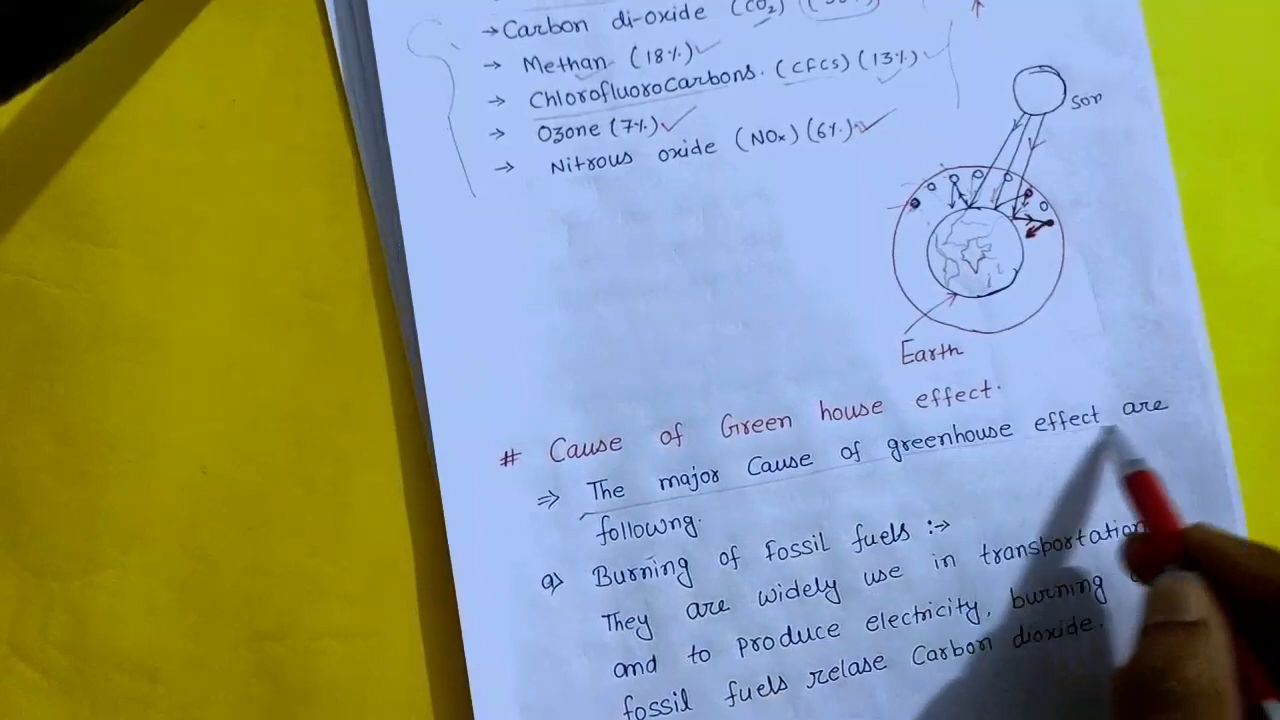 → Carbon di-oxide (CO2)
→ Methan (18%)
→ Chlorofluorocarbons. (CFCs) (13%)
→ Ozone (7%)
→ Nitrous oxide (NOx) (6%)
Son
Earth
# Cause of Green house effect.
⇒ The major Cause of greenhouse effect are
followng.
a) Burning of Fossil fuels :→
They are widely use in transportation
and to produce electricity, burning
fossil fuels relase Carbon dioxide.